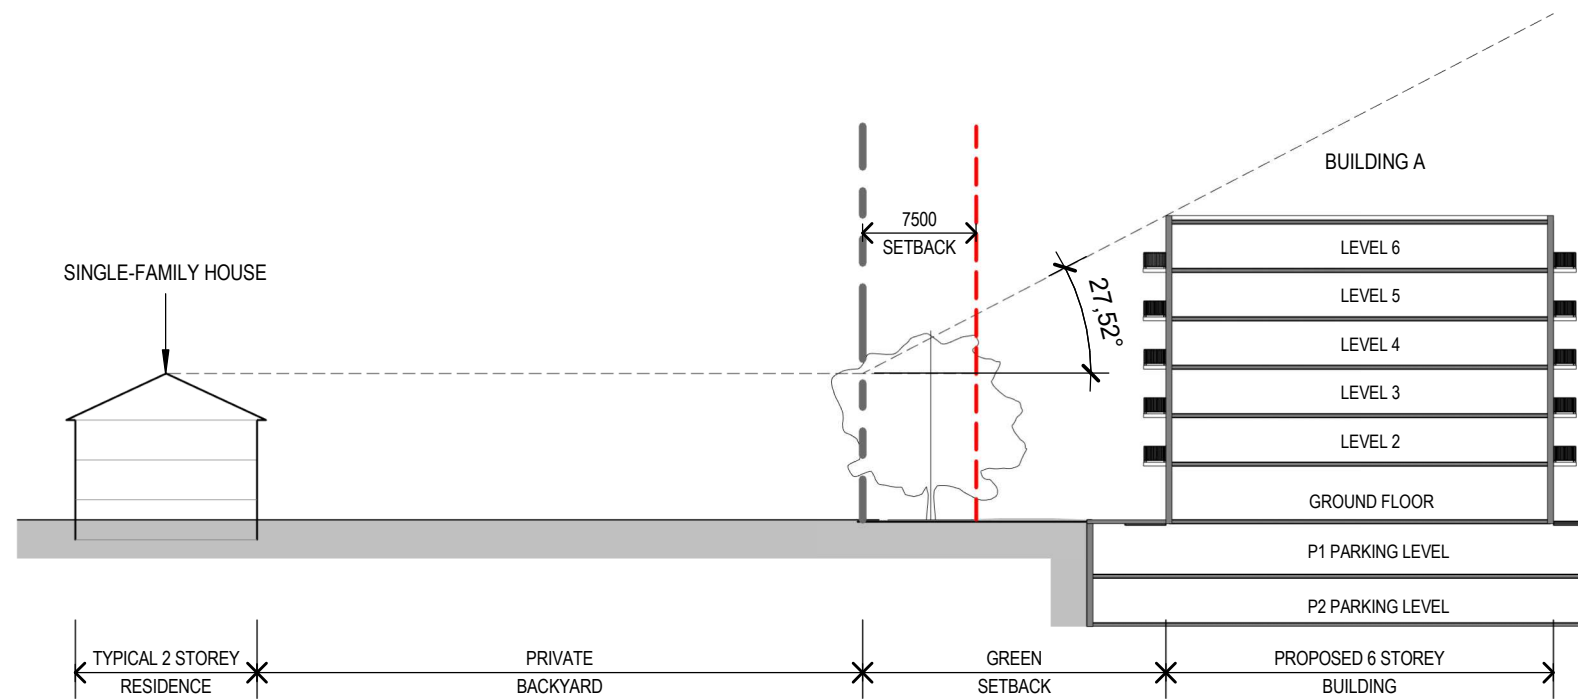 BUILDING A
7500
SETBACK
SINGLE-FAMILY HOUSE
27,52°
LEVEL 6
LEVEL 5
LEVEL 4
LEVEL 3
LEVEL 2
GROUND FLOOR
P1 PARKING LEVEL
P2 PARKING LEVEL
TYPICAL 2 STOREY
RESIDENCE
PRIVATE
BACKYARD
GREEN
SETBACK
PROPOSED 6 STOREY
BUILDING